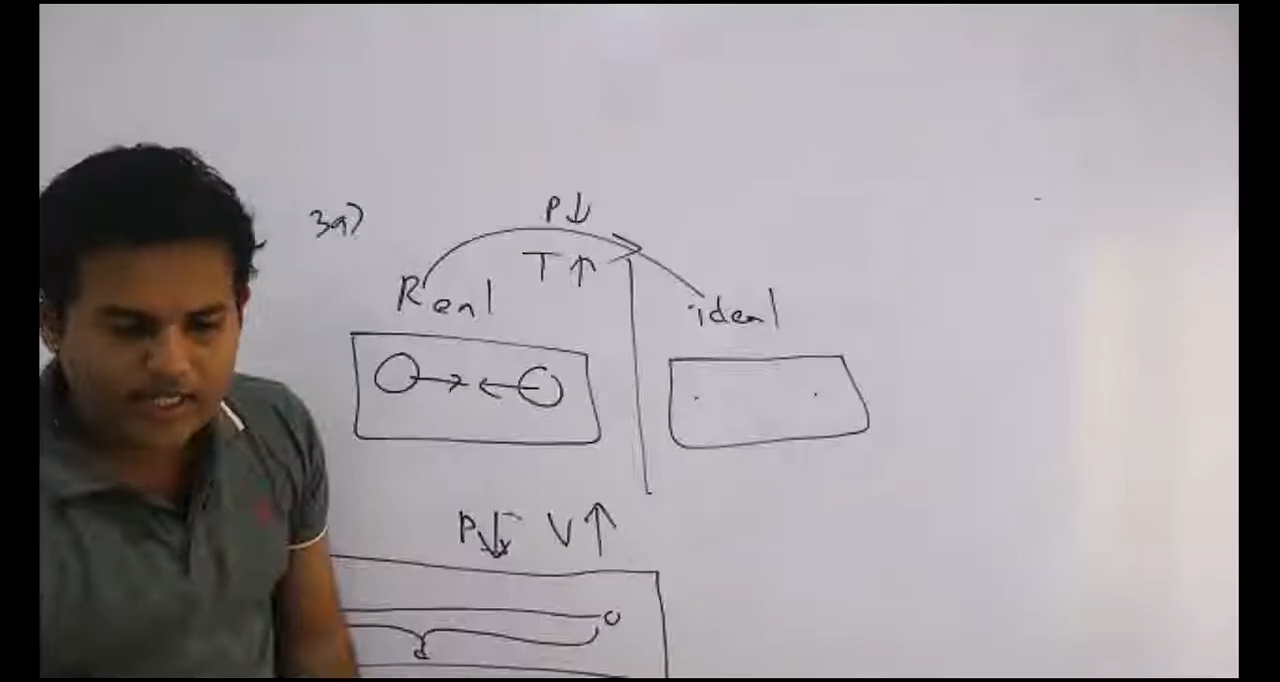 3a)
P↓
T↑
Real
ideal
P↓ V↑
d